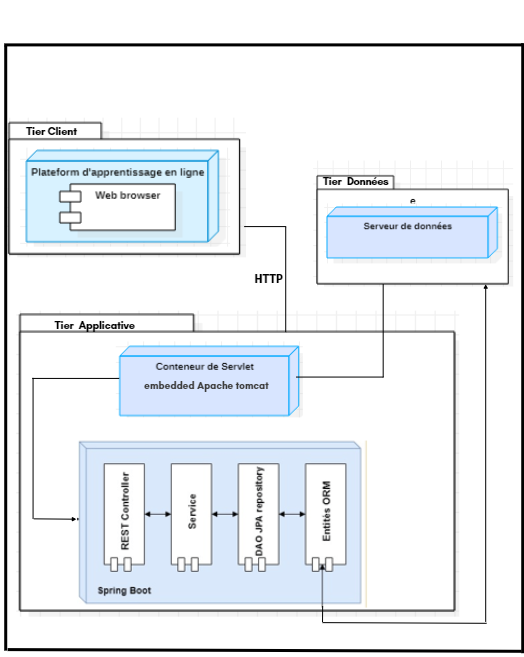 Tier Client
Plateform d'apprentissage en ligne
Web browser
Tier Données
e
Serveur de données
HTTP
Tier Applicative
Conteneur de Servlet
embedded Apache tomcat
REST Controller
Service
DAO JPA repository
Entités ORM
Spring Boot